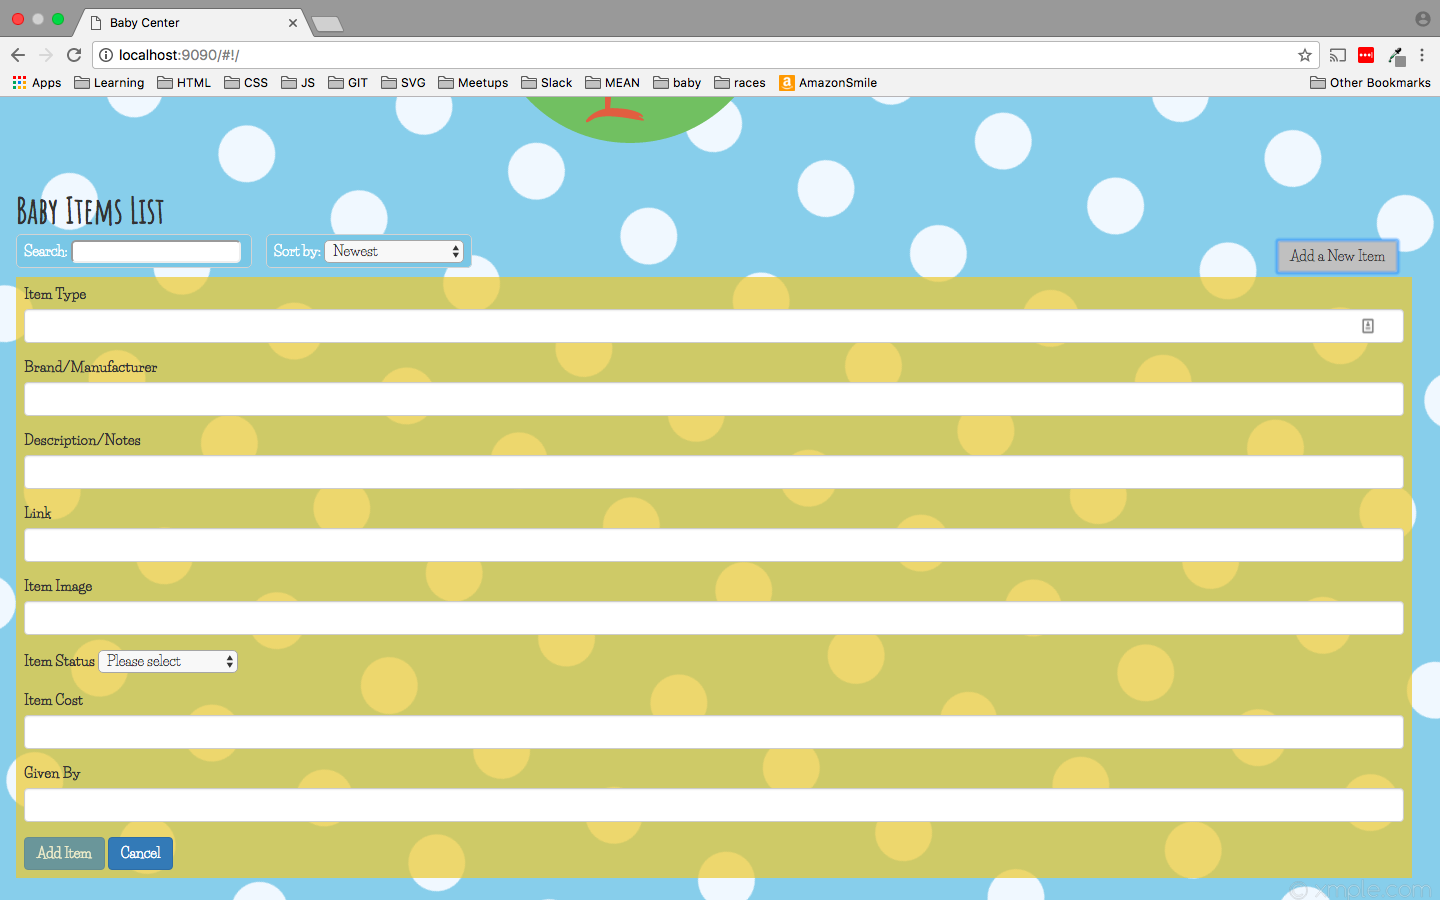 Baby Center
localhost:9090/#!/
Apps Learning HTML CSS JS GIT SVG Meetups Slack MEAN baby races AmazonSmile Other Bookmarks
Baby Items List
Search: Sort by: Newest Add a New Item
Item Type
Brand/Manufacturer
Description/Notes
Link
Item Image
Item Status Please select
Item Cost
Given By
Add Item Cancel